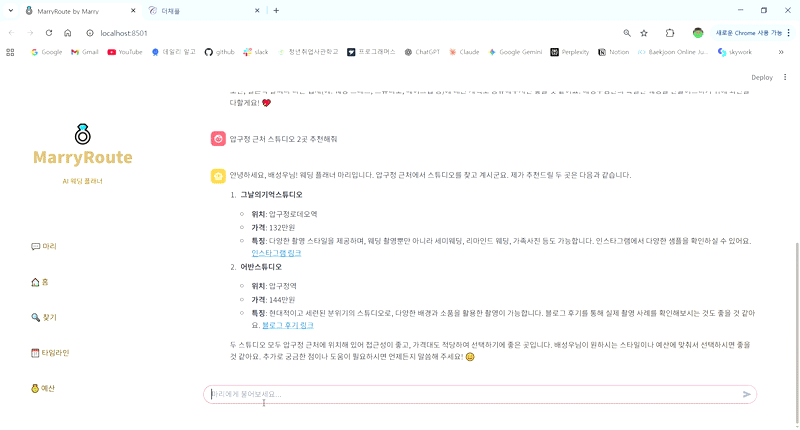 MarryRoute by Marry
더채플
localhost:8501
새로운 Chrome 사용 가능
Google
Gmail
YouTube
데일리 알고
github
slack
청년취업사관학교
프로그래머스
ChatGPT
Claude
Google Gemini
Perplexity
Notion
Baekjoon Online Ju...
skywork
Deploy
다할게요!
MarryRoute
AI 웨딩 플래너
마리
홈
찾기
타임라인
예산
압구정 근처 스튜디오 2곳 추천해줘
안녕하세요, 배성우님! 웨딩 플래너 마리입니다. 압구정 근처에서 스튜디오를 찾고 계시군요. 제가 추천드릴 두 곳은 다음과 같습니다.
1. 그날의기억스튜디오
위치: 압구정로데오역
가격: 132만원
특징: 다양한 촬영 스타일을 제공하며, 웨딩 촬영뿐만 아니라 세미웨딩, 리마인드 웨딩, 가족사진 등도 가능합니다. 인스타그램에서 다양한 샘플을 확인하실 수 있어요.
인스타그램 링크
2. 어반스튜디오
위치: 압구정역
가격: 144만원
특징: 현대적이고 세련된 분위기의 스튜디오로, 다양한 배경과 소품을 활용한 촬영이 가능합니다. 블로그 후기를 통해 실제 촬영 사례를 확인해보시는 것도 좋을 것 같아
요. 블로그 후기 링크
두 스튜디오 모두 압구정 근처에 위치해 있어 접근성이 좋고, 가격대도 적당하여 선택하기에 좋은 곳입니다. 배성우님이 원하시는 스타일이나 예산에 맞춰서 선택하시면 좋을
것 같아요. 추가로 궁금한 점이나 도움이 필요하시면 언제든지 말씀해 주세요!
마리에게 물어보세요...